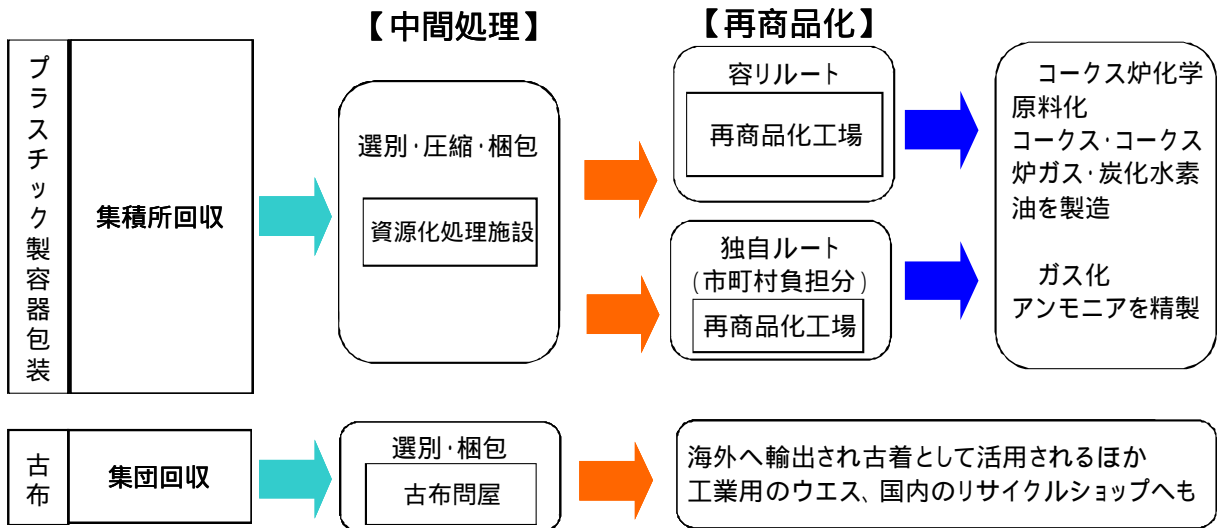 【中間処理】
【再商品化】
プラスチック製容器包装
集積所回収
選別･圧縮･梱包
資源化処理施設
容リルート
再商品化工場
独自ルート
(市町村負担分)
再商品化工場
コークス炉化学
原料化
コークス･コークス
炉ガス･炭化水素
油を製造
ガス化
アンモニアを精製
古布
集団回収
選別･梱包
古布問屋
海外へ輸出され古着として活用されるほか
工業用のウエス、国内のリサイクルショップへも